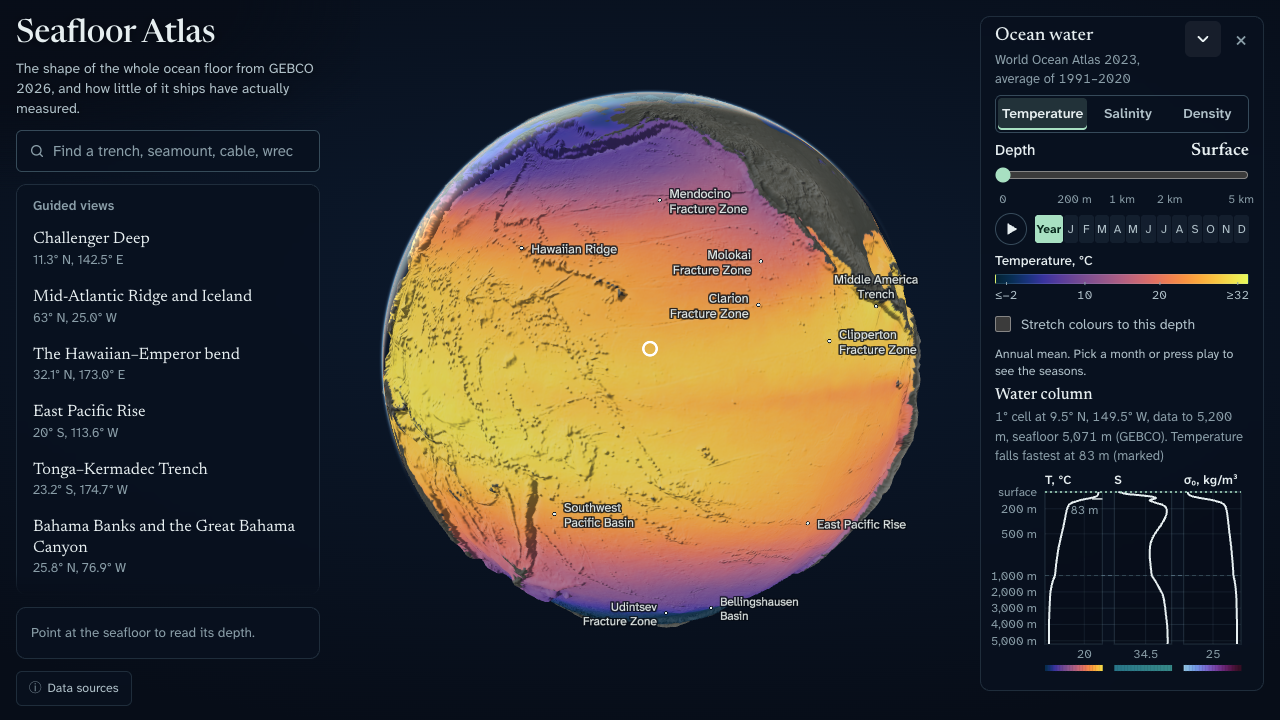 Seafloor Atlas
The shape of the whole ocean floor from GEBCO
2026, and how little of it ships have actually
measured.
Find a trench, seamount, cable, wrec
Guided views
Challenger Deep
11.3° N, 142.5° E
Mid-Atlantic Ridge and Iceland
63° N, 25.0° W
The Hawaiian–Emperor bend
32.1° N, 173.0° E
East Pacific Rise
20° S, 113.6° W
Tonga–Kermadec Trench
23.2° S, 174.7° W
Bahama Banks and the Great Bahama
Canyon
25.8° N, 76.9° W
Point at the seafloor to read its depth.
Data sources
Mendocino
Fracture Zone
Hawaiian Ridge
Molokai
Fracture Zone
Middle America
Trench
Clarion
Fracture Zone
Clipperton
Fracture Zone
Southwest
Pacific Basin
East Pacific Rise
Udintsev
Fracture Zone
Bellingshausen
Basin
Ocean water
World Ocean Atlas 2023,
average of 1991–2020
Temperature Salinity Density
Depth Surface
0 200 m 1 km 2 km 5 km
Year J F M A M J J A S O N D
Temperature, °C
≤−2 10 20 ≥32
Stretch colours to this depth
Annual mean. Pick a month or press play to
see the seasons.
Water column
1° cell at 9.5° N, 149.5° W, data to 5,200
m, seafloor 5,071 m (GEBCO). Temperature
falls fastest at 83 m (marked)
T, °C S σ₀, kg/m³
surface
200 m
83 m
500 m
1,000 m
2,000 m
3,000 m
4,000 m
5,000 m
20 34.5 25